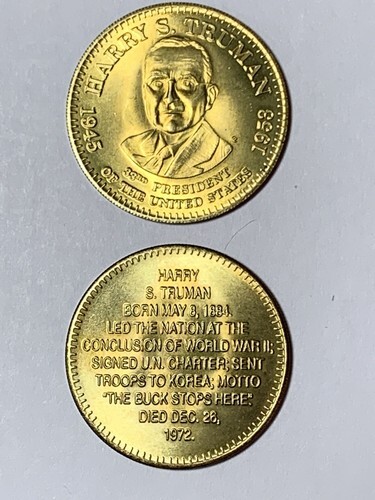 HARRY S. TRUMAN
1945 1953
33RD PRESIDENT
OF THE UNITED STATES
HARRY
S. TRUMAN
BORN MAY 8, 1884.
LED THE NATION AT THE
CONCLUSION OF WORLD WAR II;
SIGNED U.N. CHARTER; SENT
TROOPS TO KOREA; MOTTO
"THE BUCK STOPS HERE."
DIED DEC. 26,
1972.